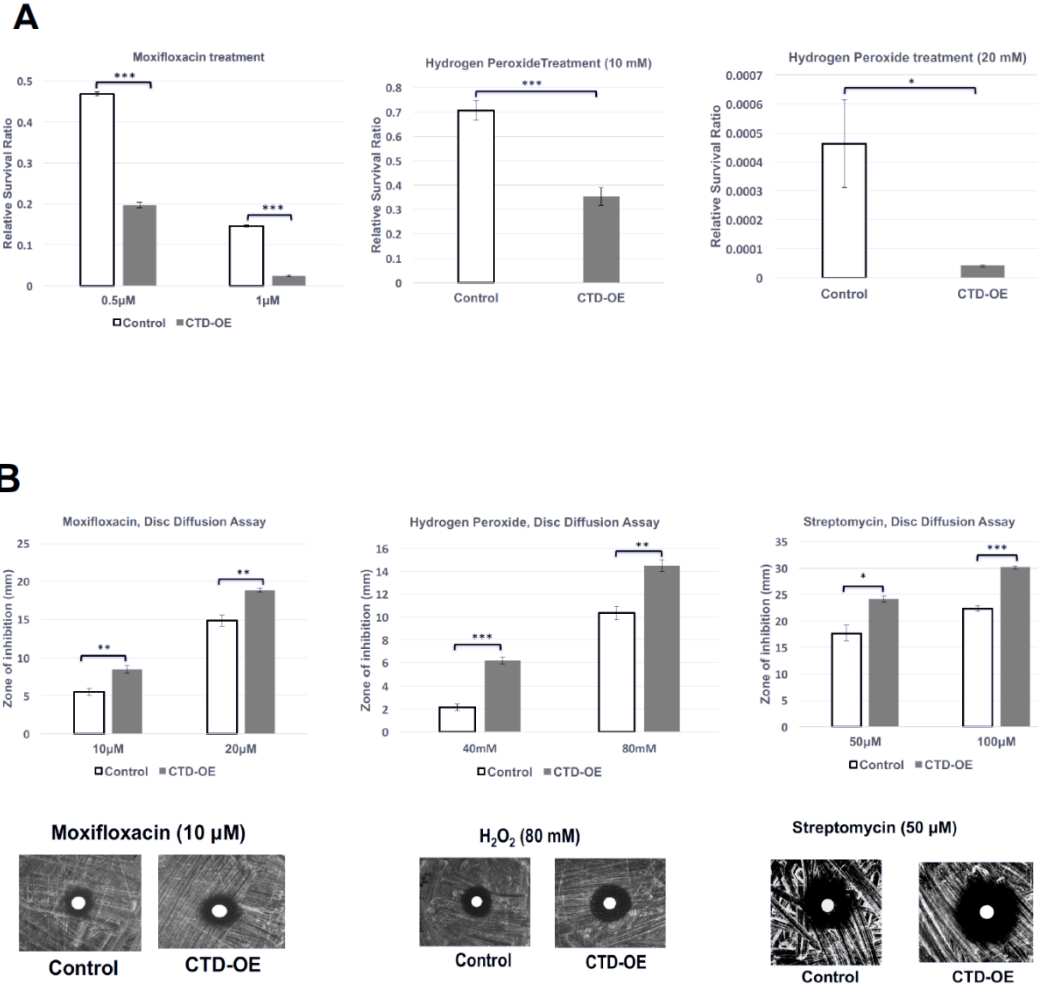 A
Moxifloxacin treatment
Relative Survival Ratio
0.5
0.4
0.3
0.2
0.1
0
***
***
0.5µM
1µM
Control
CTD-OE
Hydrogen PeroxideTreatment (10 mM)
Relative Survival Ratio
0.8
0.7
0.6
0.5
0.4
0.3
0.2
0.1
0
***
Control
CTD-OE
Hydrogen Peroxide treatment (20 mM)
Relative Survival Ratio
0.0007
0.0006
0.0005
0.0004
0.0003
0.0002
0.0001
0
*
Control
CTD-OE
B
Moxifloxacin, Disc Diffusion Assay
Zone of inhibition (mm)
25
20
15
10
5
0
**
**
10µM
20µM
Control
CTD-OE
Hydrogen Peroxide, Disc Diffusion Assay
Zone of inhibition (mm)
16
14
12
10
8
6
4
2
0
***
**
40mM
80mM
Control
CTD-OE
Streptomycin, Disc Diffusion Assay
Zone of inhibition (mm)
35
30
25
20
15
10
5
0
*
***
50µM
100µM
Control
CTD-OE
Moxifloxacin (10 µM)
Control
CTD-OE
H₂O₂ (80 mM)
Control
CTD-OE
Streptomycin (50 µM)
Control
CTD-OE